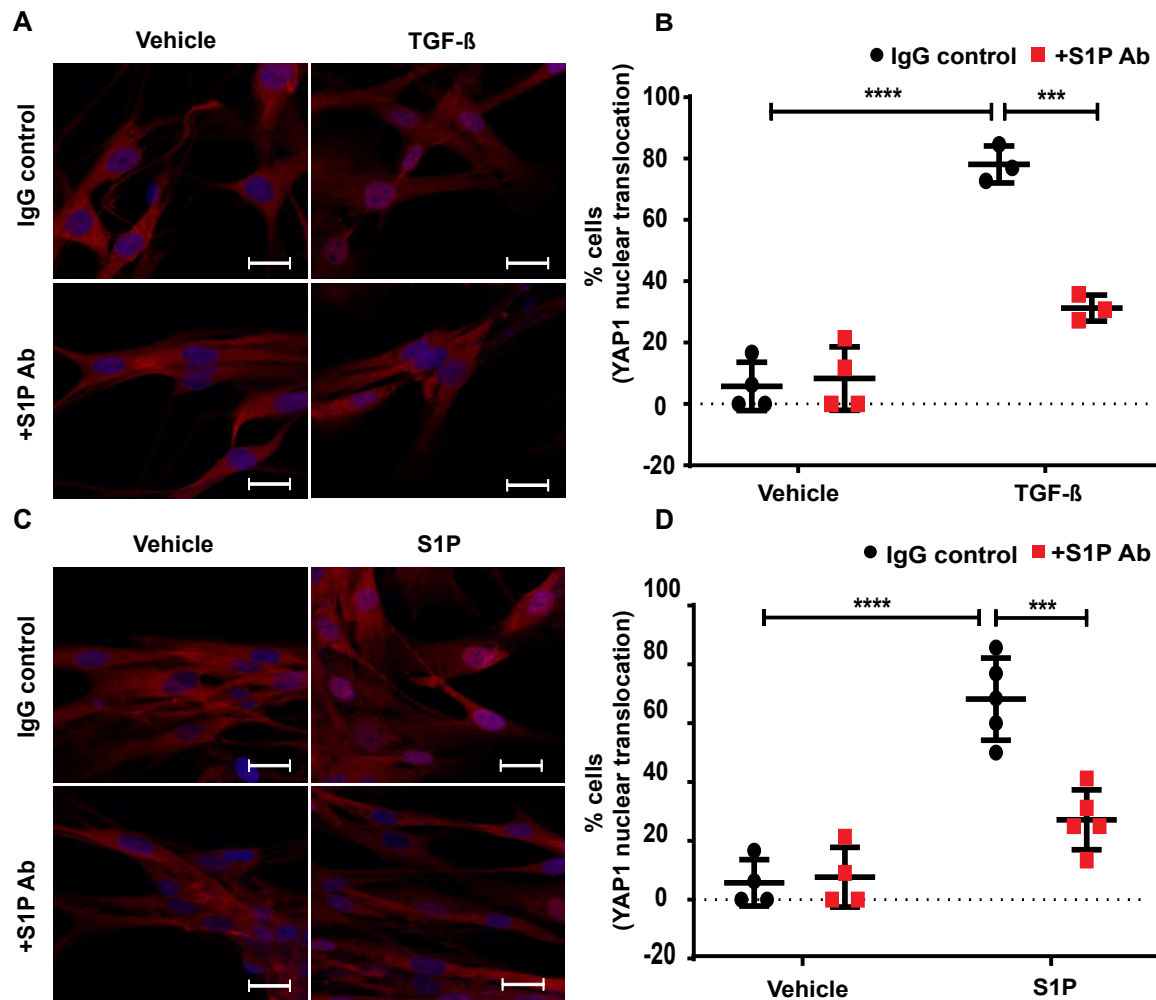 A
Vehicle
TGF-ß
IgG control
+S1P Ab
B
IgG control +S1P Ab
**** ***
% cells
(YAP1 nuclear translocation)
100
80
60
40
20
0
-20
Vehicle
TGF-ß
C
Vehicle
S1P
IgG control
+S1P Ab
D
IgG control +S1P Ab
**** ***
% cells
(YAP1 nuclear translocation)
100
80
60
40
20
0
-20
Vehicle
S1P